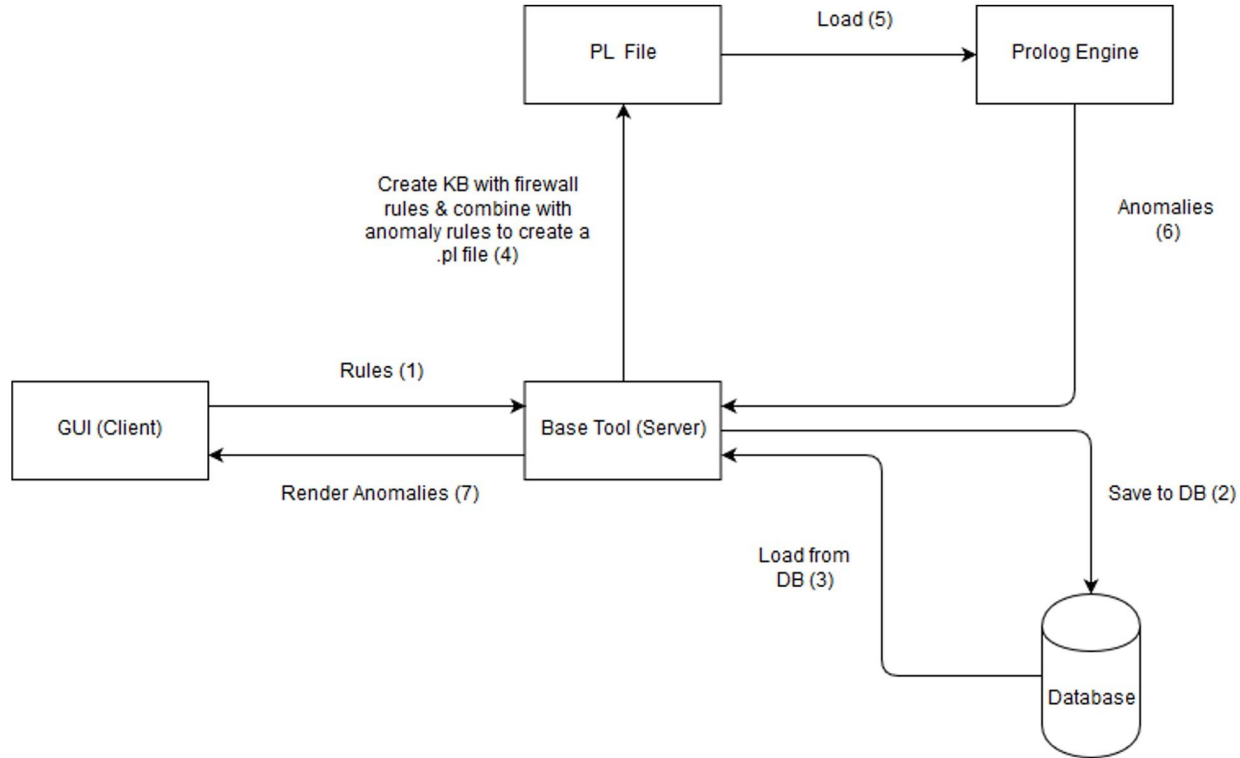 Load (5)
PL File
Prolog Engine
Create KB with firewall
rules & combine with
anomaly rules to create a
.pl file (4)
Anomalies
(6)
Rules (1)
GUI (Client)
Base Tool (Server)
Render Anomalies (7)
Save to DB (2)
Load from
DB (3)
Database